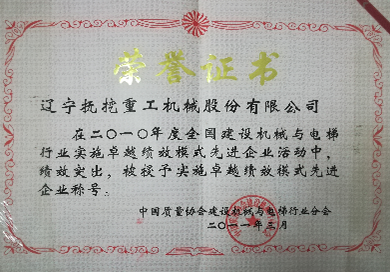 荣誉证书
辽宁抚挖重工机械股份有限公司
在二〇一〇年度全国建设机械与电梯
行业实施卓越绩效模式先进企业活动中，
绩效突出，被授予实施卓越绩效模式先进
企业称号。
中国质量协会建设机械与电梯行业分会
二〇一一年三月